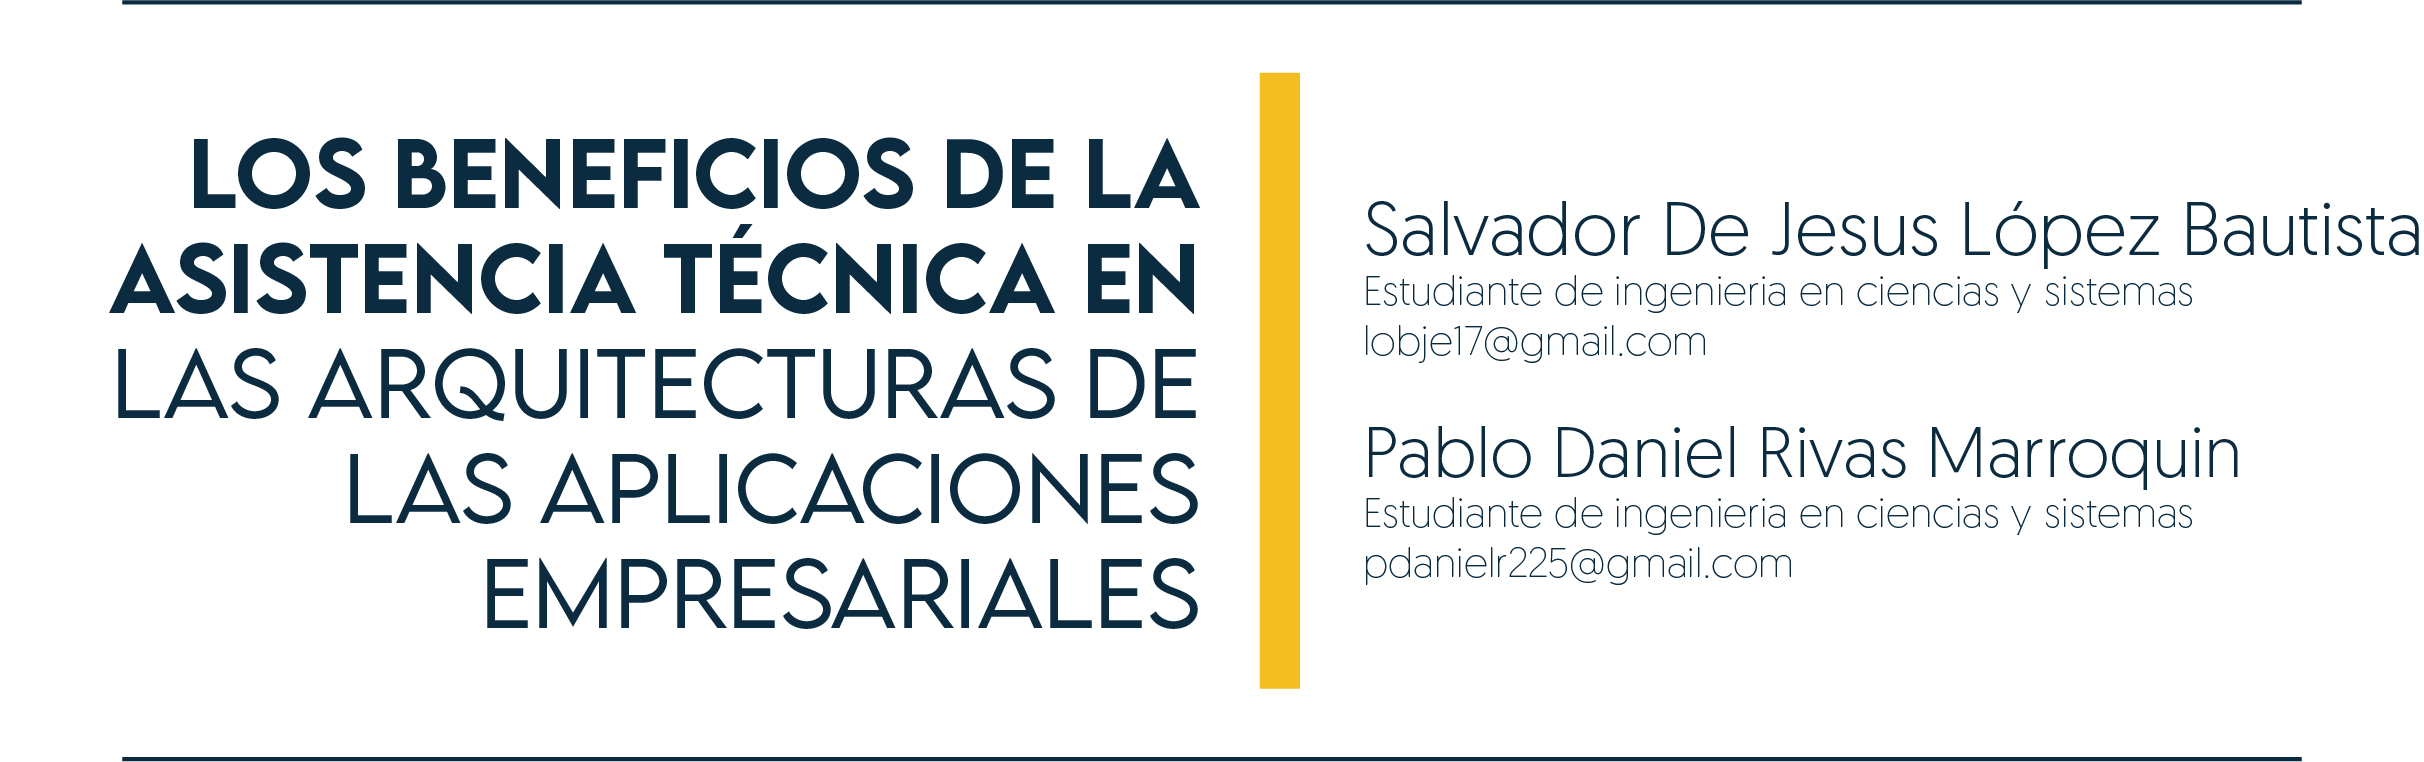 LOS BENEFICIOS DE LA
ASISTENCIA TÉCNICA EN
LAS ARQUITECTURAS DE
LAS APLICACIONES
EMPRESARIALES
Salvador De Jesus López Bautista
Estudiante de ingenieria en ciencias y sistemas
lobje17@gmail.com
Pablo Daniel Rivas Marroquin
Estudiante de ingenieria en ciencias y sistemas
pdanielr225@gmail.com